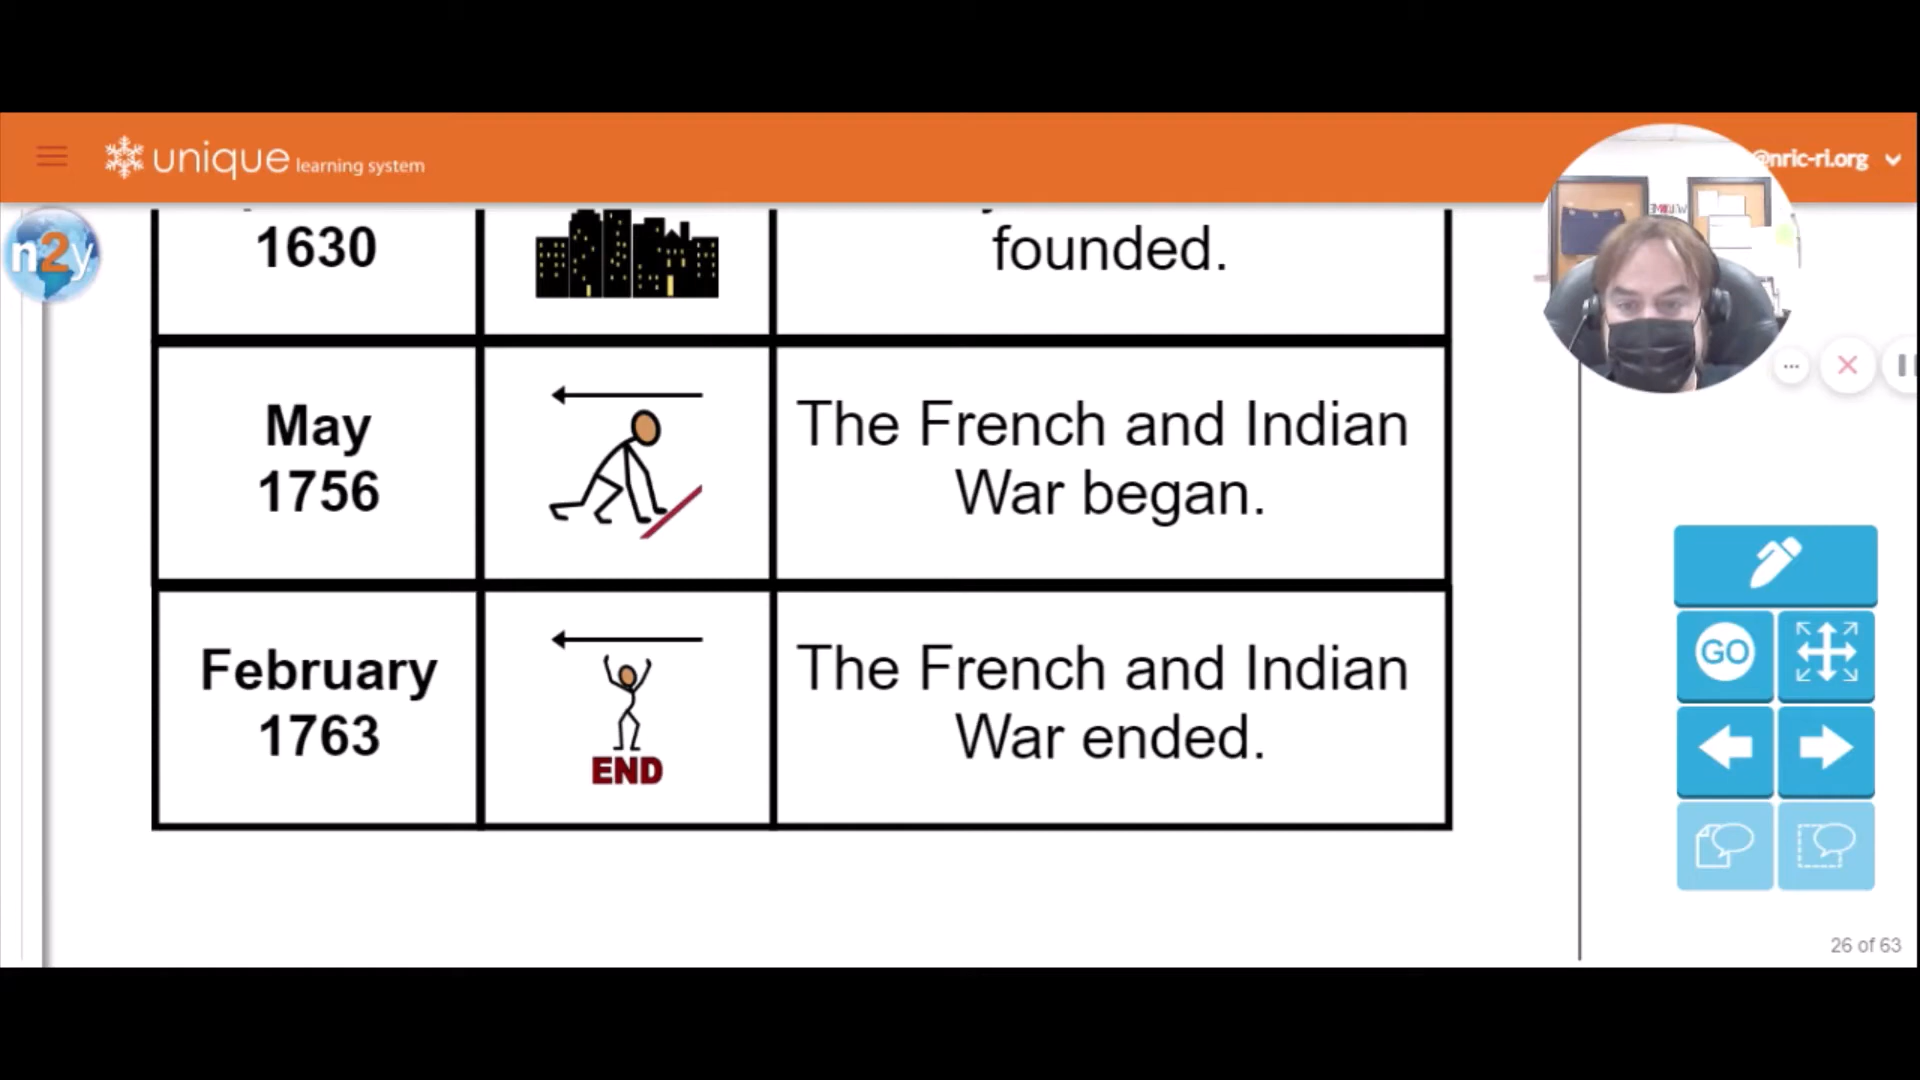 unique learning system
@nric-ri.org
n2y
1630
founded.
May
1756
The French and Indian
War began.
February
1763
END
The French and Indian
War ended.
GO
26 of 63